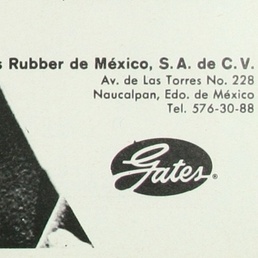 s Rubber de México, S.A. de C.V.
Av. de Las Torres No. 228
Naucalpan, Edo. de México
Tel. 576-30-88
Gates®